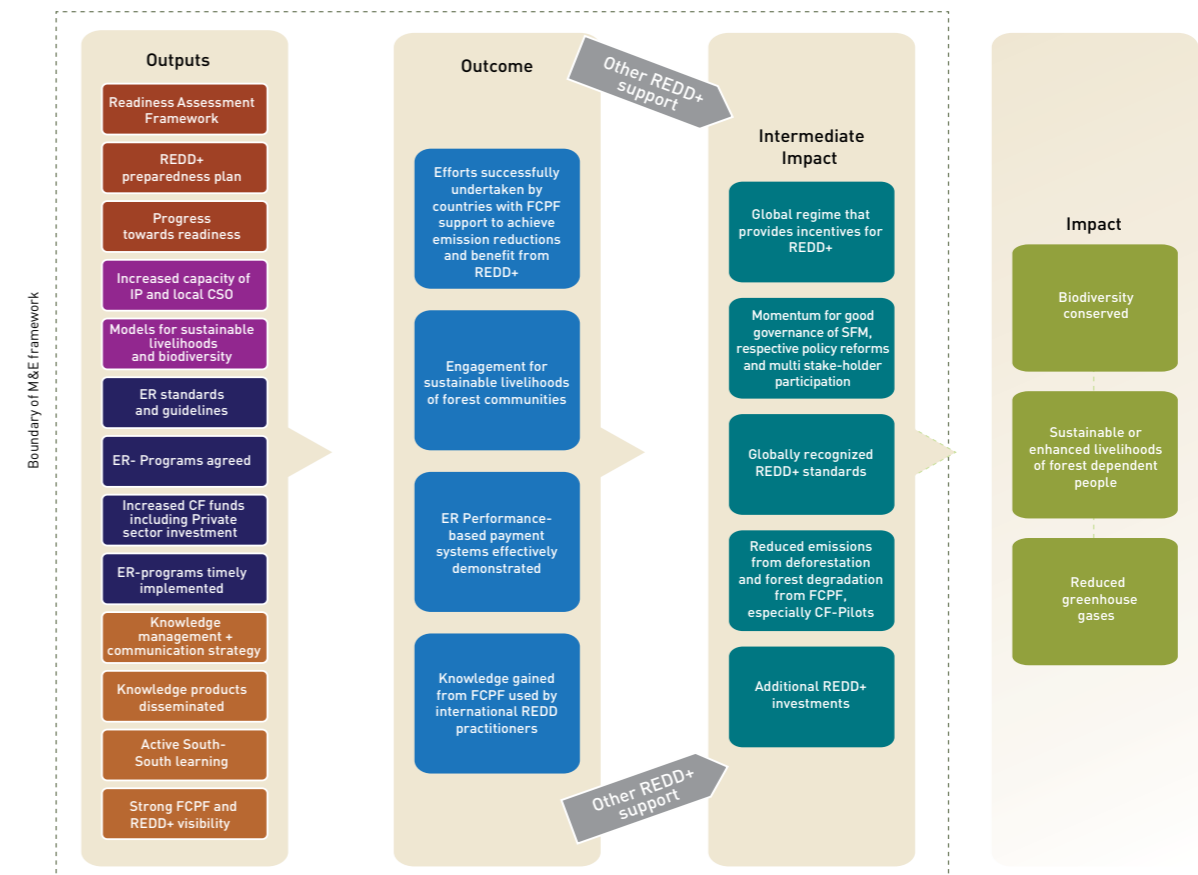 Boundary of M&E framework
Outputs
Readiness Assessment
Framework
REDD+
preparedness plan
Progress
towards readiness
Increased capacity of
IP and local CSO
Models for sustainable
livelihoods
and biodiversity
ER standards
and guidelines
ER- Programs agreed
Increased CF funds
including Private
sector investment
ER-programs timely
implemented
Knowledge
management +
communication strategy
Knowledge products
disseminated
Active South-
South learning
Strong FCPF and
REDD+ visibility
Outcome
Efforts successfully
undertaken by
countries with FCPF
support to achieve
emission reductions
and benefit from
REDD+
Engagement for
sustainable livelihoods
of forest communities
ER Performance-
based payment
systems effectively
demonstrated
Knowledge gained
from FCPF used by
international REDD
practitioners
Other REDD+
support
Other REDD+
support
Intermediate
Impact
Global regime that
provides incentives for
REDD+
Momentum for good
governance of SFM,
respective policy reforms
and multi stake-holder
participation
Globally recognized
REDD+ standards
Reduced emissions
from deforestation
and forest degradation
from FCPF,
especially CF-Pilots
Additional REDD+
investments
Impact
Biodiversity
conserved
Sustainable or
enhanced livelihoods
of forest dependent
people
Reduced
greenhouse
gases